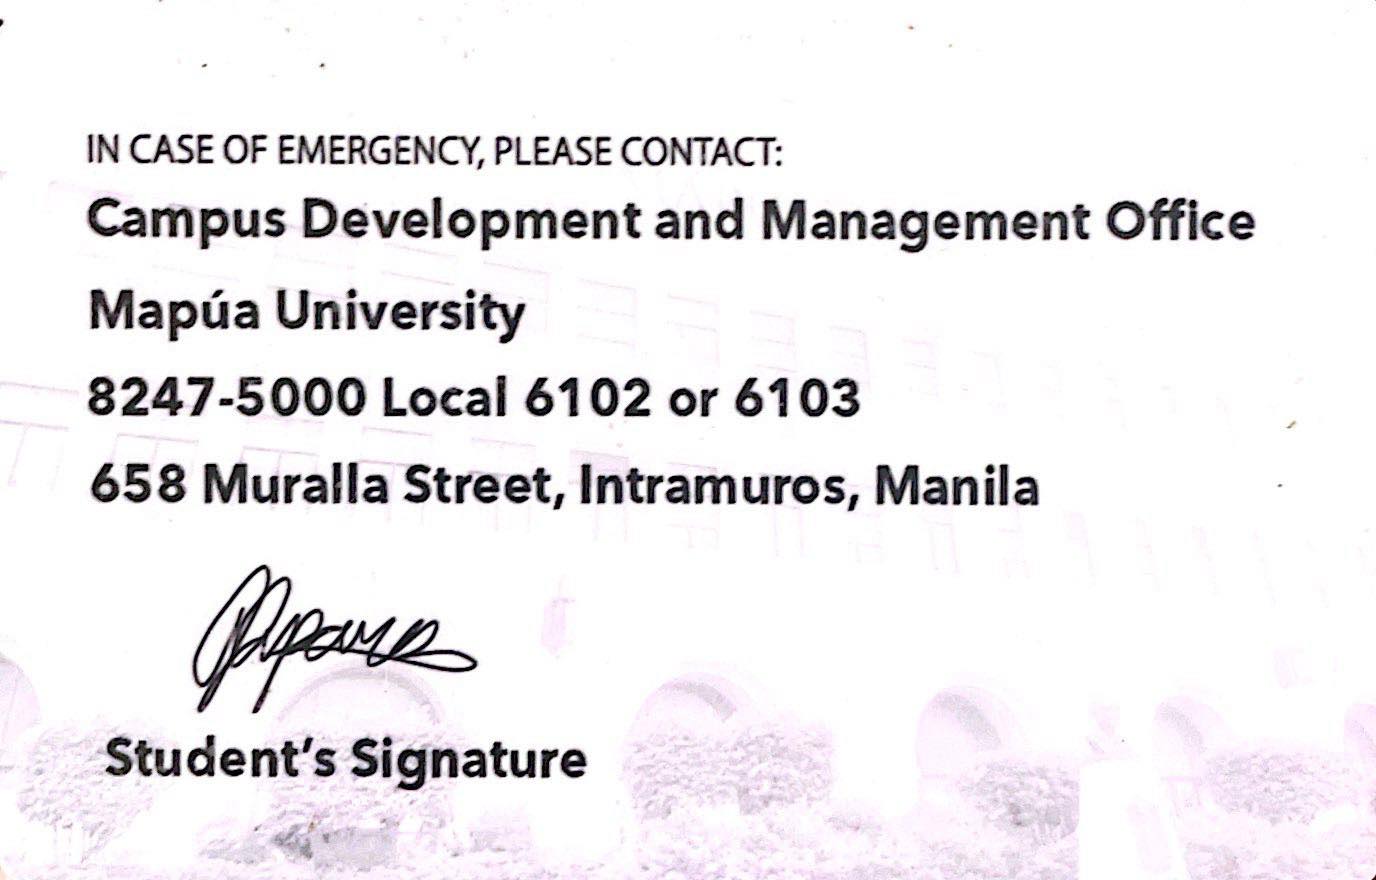 IN CASE OF EMERGENCY, PLEASE CONTACT:
Campus Development and Management Office
Mapúa University
8247-5000 Local 6102 or 6103
658 Muralla Street, Intramuros, Manila
Student's Signature